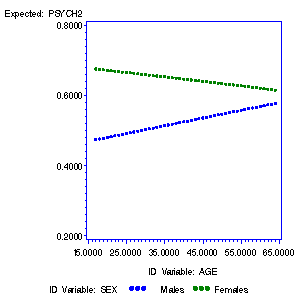 Expected: PSYCH2
0.8000
0.6000
0.4000
0.2000
15.0000 25.0000 35.0000 45.0000 55.0000 65.0000
ID Variable: AGE
ID Variable: SEX Males Females